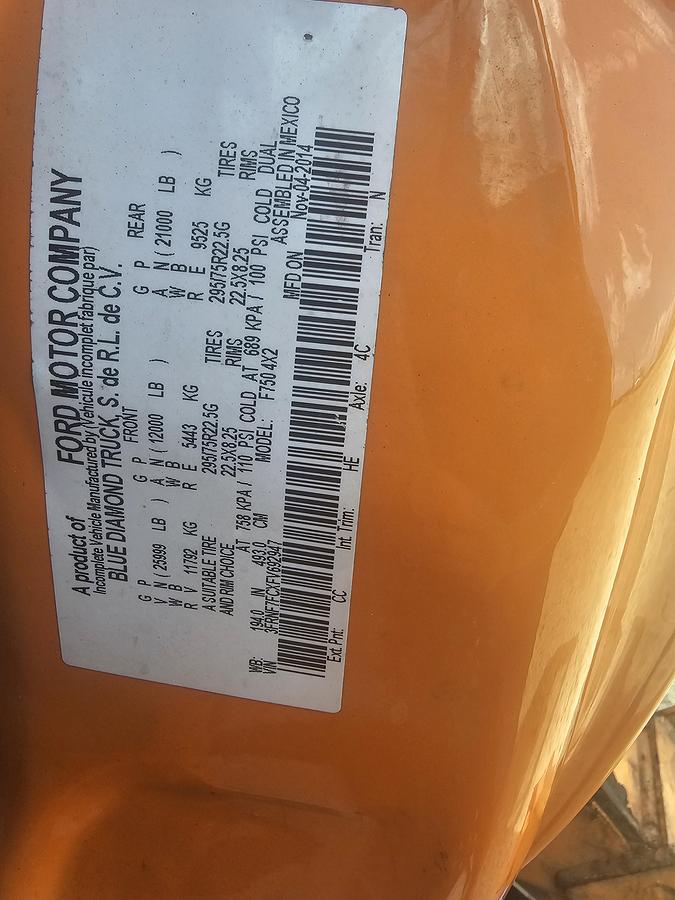 A product of FORD MOTOR COMPANY
Incomplete Vehicle Manufactured by (Vehicule incomplet fabrique par)
BLUE DIAMOND TRUCK, S. de R.L. de C.V.
FRONT REAR
G P G P G P
V N ( 25999 LB ) A N ( 12000 LB ) A N ( 21000 LB )
W B W B W B
R V 11792 KG R E 5443 KG R E 9525 KG
A SUITABLE TIRE 295/75R22.5G TIRES 295/75R22.5G TIRES
AND RIM CHOICE 22.5X8.25 RIMS 22.5X8.25 RIMS
AT 758 KPA / 110 PSI COLD AT 689 KPA / 100 PSI COLD DUAL
WB: 194.0 IN 493.0 CM MODEL: F750 4X2 ASSEMBLED IN MEXICO
VIN MFD ON Nov-04-2014
Ext. Pnt: CC Int. Trim: HE Axle: 4C Tran: N